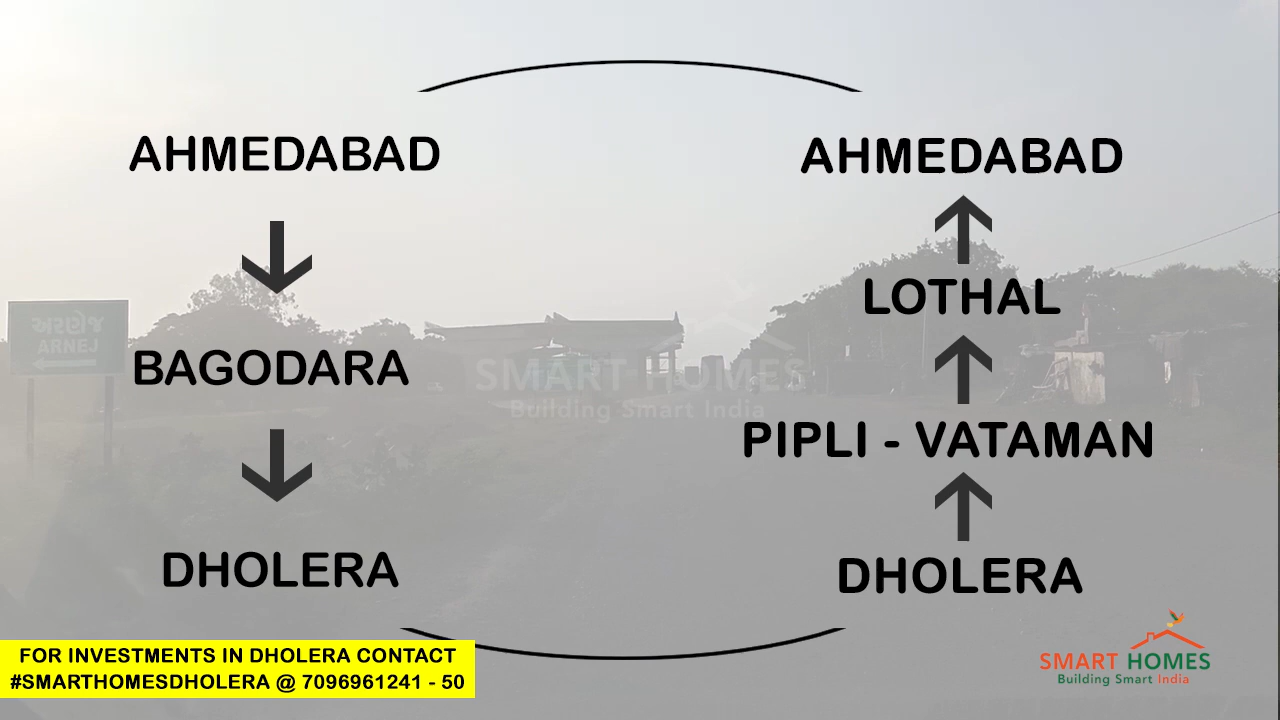 AHMEDABAD
BAGODARA
DHOLERA
AHMEDABAD
LOTHAL
PIPLI - VATAMAN
DHOLERA
ARNEJ
SMART HOMES
Building Smart India
FOR INVESTMENTS IN DHOLERA CONTACT
#SMARTHOMESDHOLERA @ 7096961241 - 50
SMART HOMES
Building Smart India